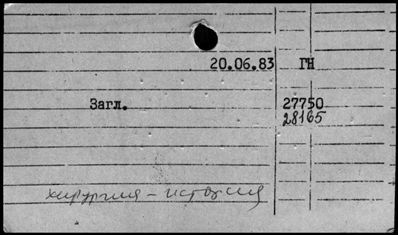 20.06.83 ГН
Загл. 27750
28165
хирургия - история